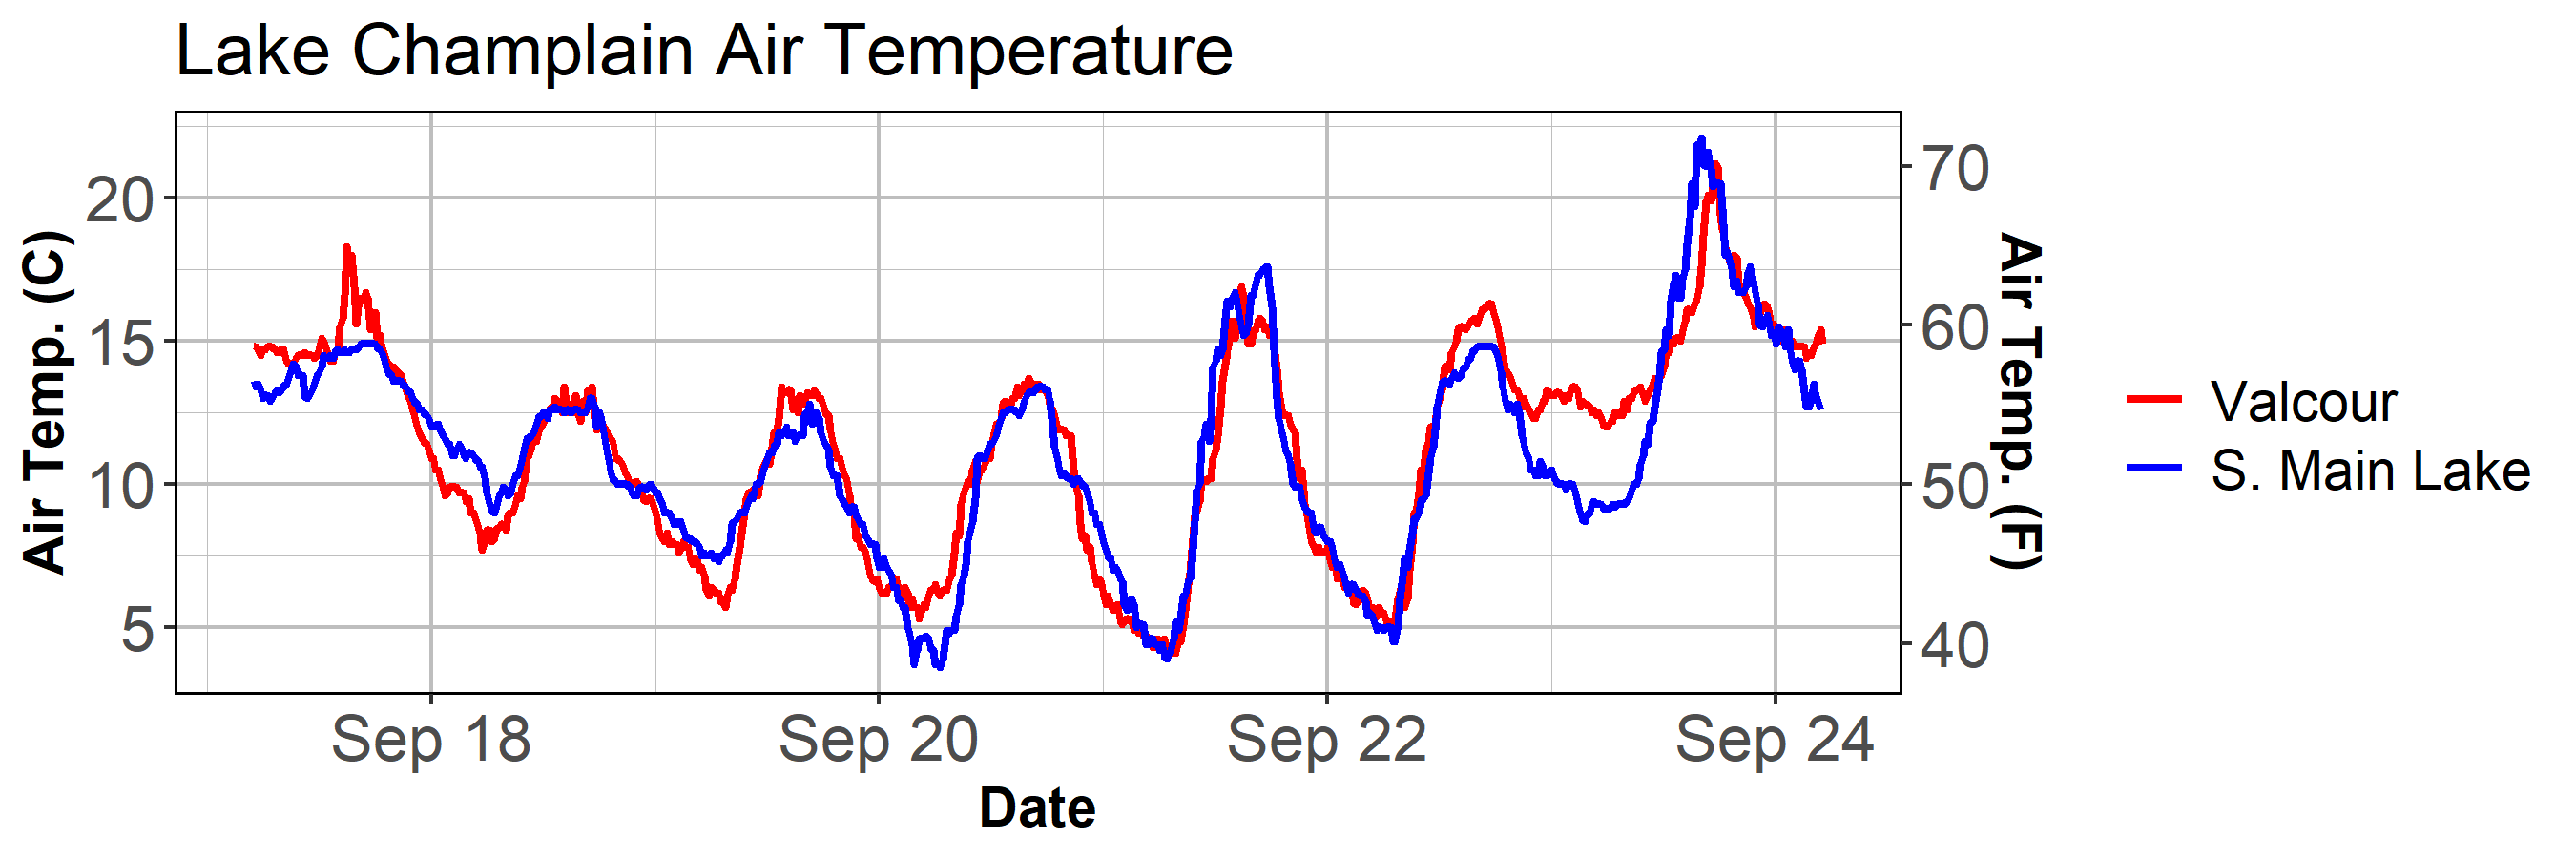 Lake Champlain Air Temperature
Air Temp. (C)
20
15
10
5
70
60
50
40
Air Temp. (F)
Sep 18
Sep 20
Sep 22
Sep 24
Date
Valcour
S. Main Lake